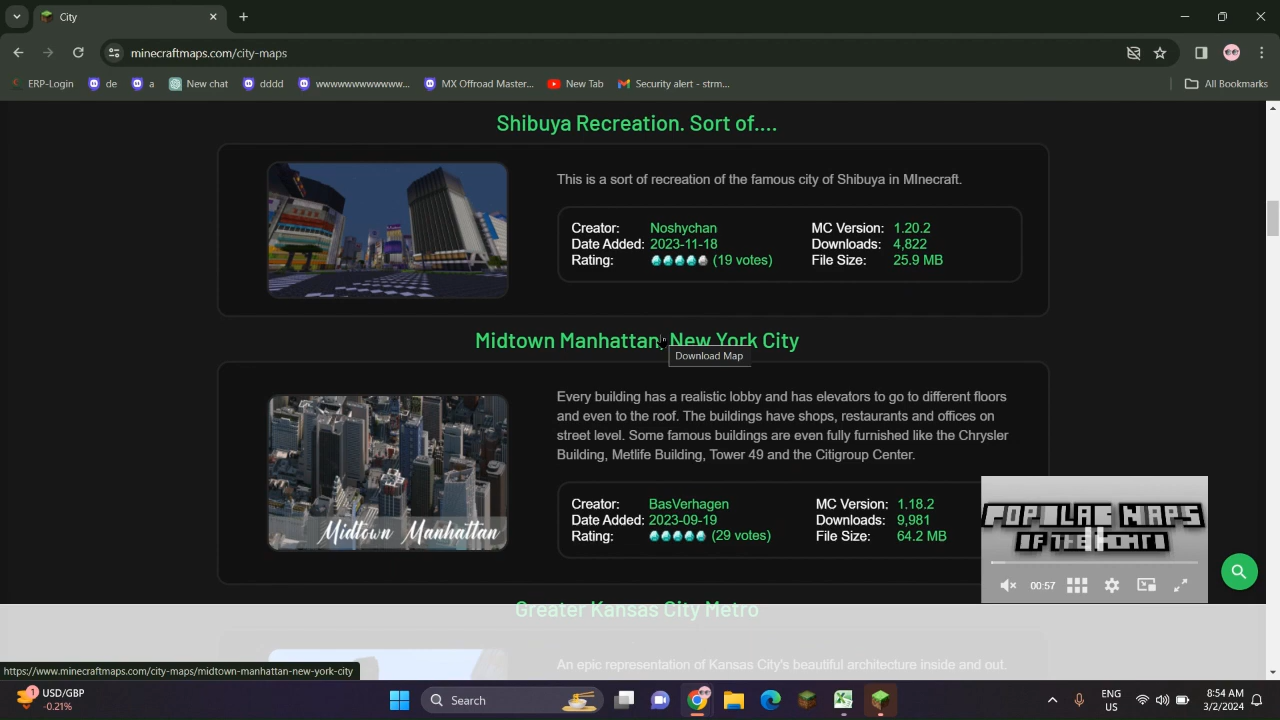 City
minecraftmaps.com/city-maps
ERP-Login de a New chat dddd wwwwwwwwwwwww... MX Offroad Master... New Tab Security alert - strm... All Bookmarks
Shibuya Recreation. Sort of....
This is a sort of recreation of the famous city of Shibuya in MInecraft.
Creator: Noshychan MC Version: 1.20.2
Date Added: 2023-11-18 Downloads: 4,822
Rating: (19 votes) File Size: 25.9 MB
Midtown Manhattan, New York City
Download Map
Every building has a realistic lobby and has elevators to go to different floors
and even to the roof. The buildings have shops, restaurants and offices on
street level. Some famous buildings are even fully furnished like the Chrysler
Building, Metlife Building, Tower 49 and the Citigroup Center.
Midtown Manhattan
Creator: BasVerhagen MC Version: 1.18.2
Date Added: 2023-09-19 Downloads: 9,981
Rating: (29 votes) File Size: 64.2 MB
POPULAR MAPS
00:57
Greater Kansas City Metro
An epic representation of Kansas City's beautiful architecture inside and out.
https://www.minecraftmaps.com/city-maps/midtown-manhattan-new-york-city
1 USD/GBP
-0.21%
Search
ENG
US
8:54 AM
3/2/2024